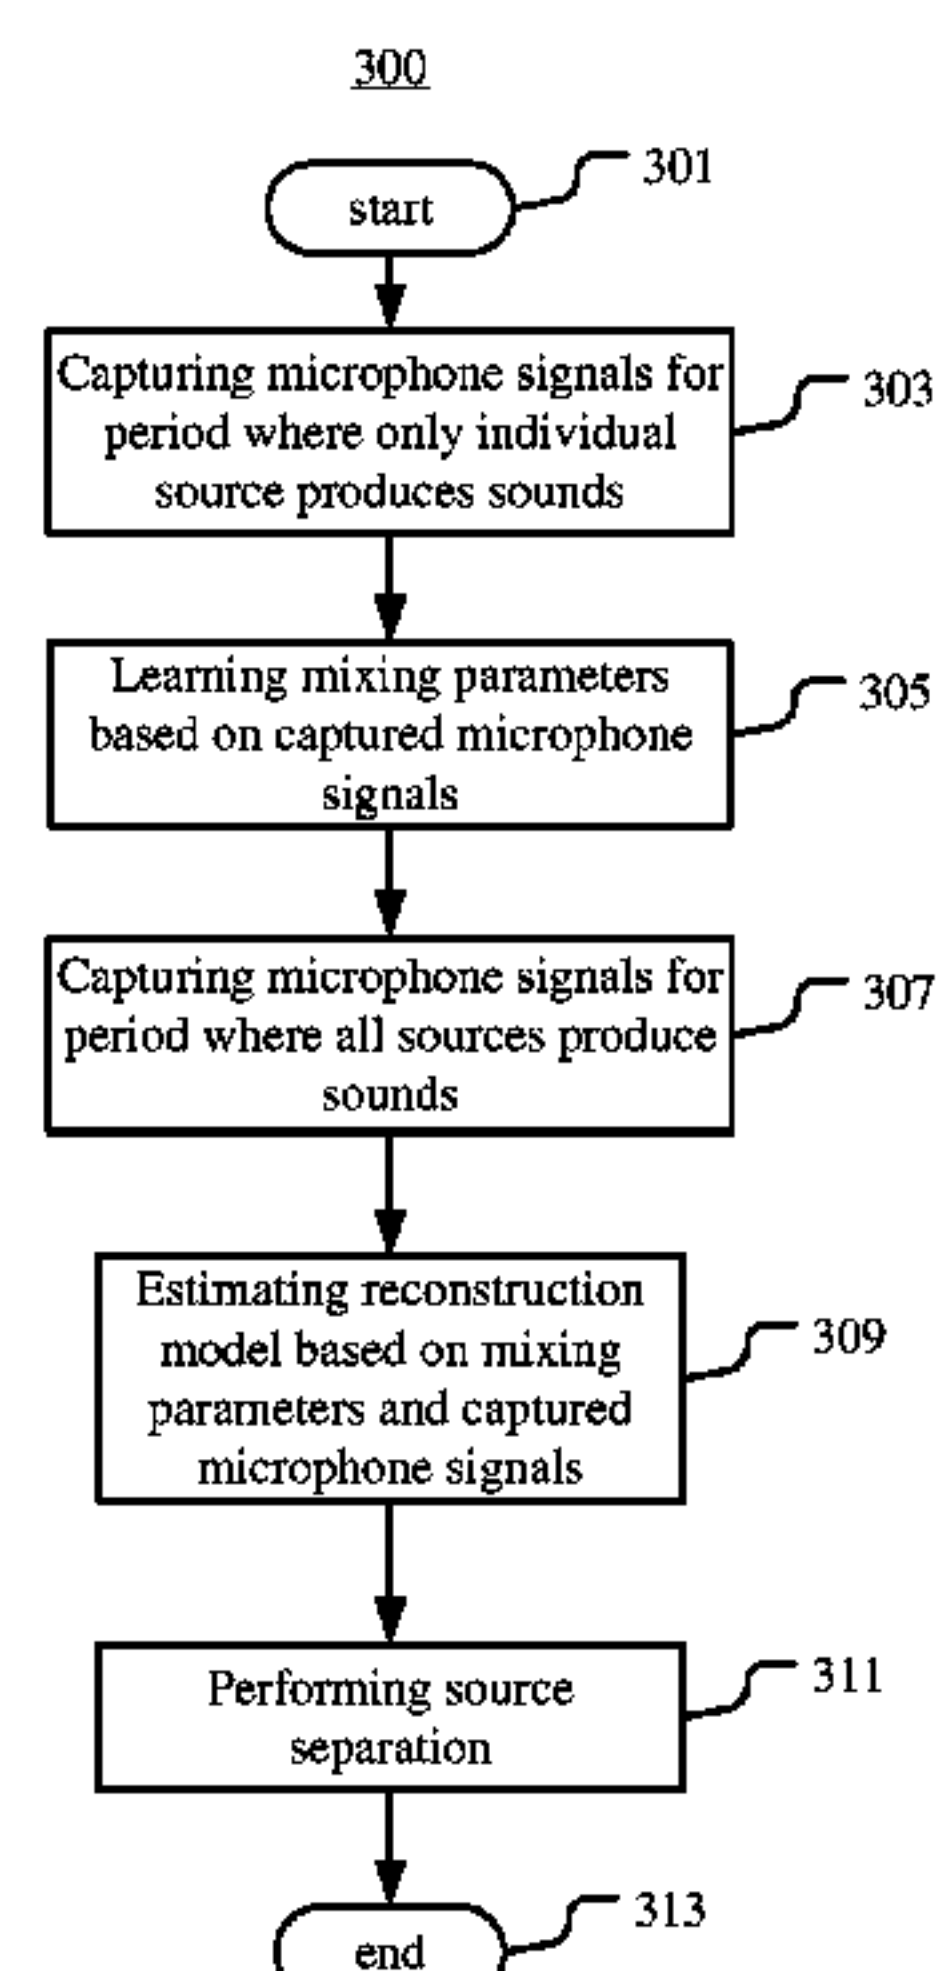 300
start
301
Capturing microphone signals for
period where only individual
source produces sounds
303
Learning mixing parameters
based on captured microphone
signals
305
Capturing microphone signals for
period where all sources produce
sounds
307
Estimating reconstruction
model based on mixing
parameters and captured
microphone signals
309
Performing source
separation
311
end
313